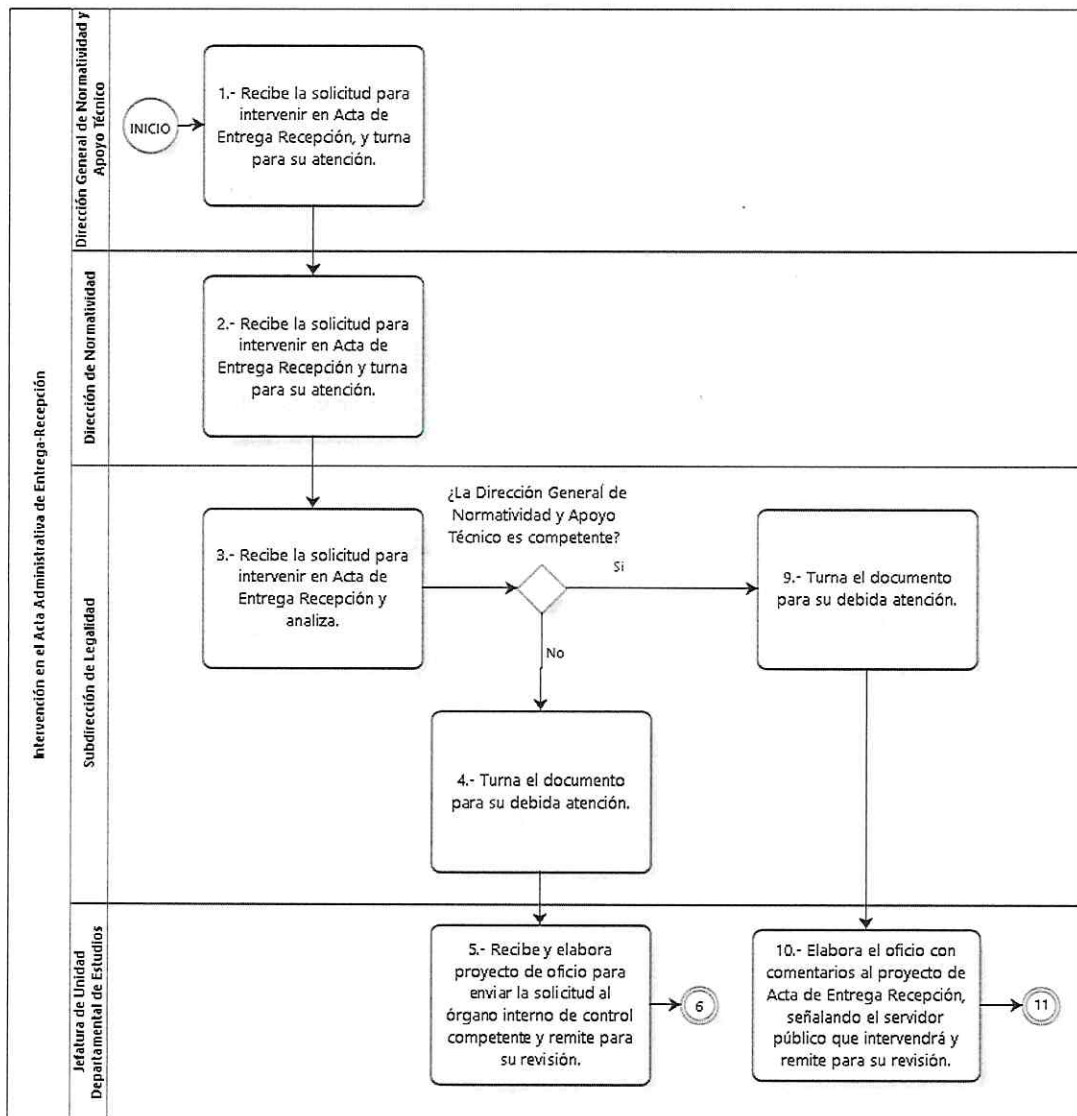 Intervención en el Acta Administrativa de Entrega-Recepción
Dirección General de Normatividad y
Apoyo Técnico
INICIO
1.- Recibe la solicitud para
intervenir en Acta de
Entrega Recepción, y turna
para su atención.
Dirección de Normatividad
2.- Recibe la solicitud para
intervenir en Acta de
Entrega Recepción y turna
para su atención.
Subdirección de Legalidad
3.- Recibe la solicitud para
intervenir en Acta de
Entrega Recepción y
analiza.
¿La Dirección General de
Normatividad y Apoyo
Técnico es competente?
Si
No
9.- Turna el documento
para su debida atención.
4.- Turna el documento
para su debida atención.
Jefatura de Unidad
Departamental de Estudios
5.- Recibe y elabora
proyecto de oficio para
enviar la solicitud al
órgano interno de control
competente y remite para
su revisión.
6
10.- Elabora el oficio con
comentarios al proyecto de
Acta de Entrega Recepción,
señalando el servidor
público que intervendrá y
remite para su revisión.
11